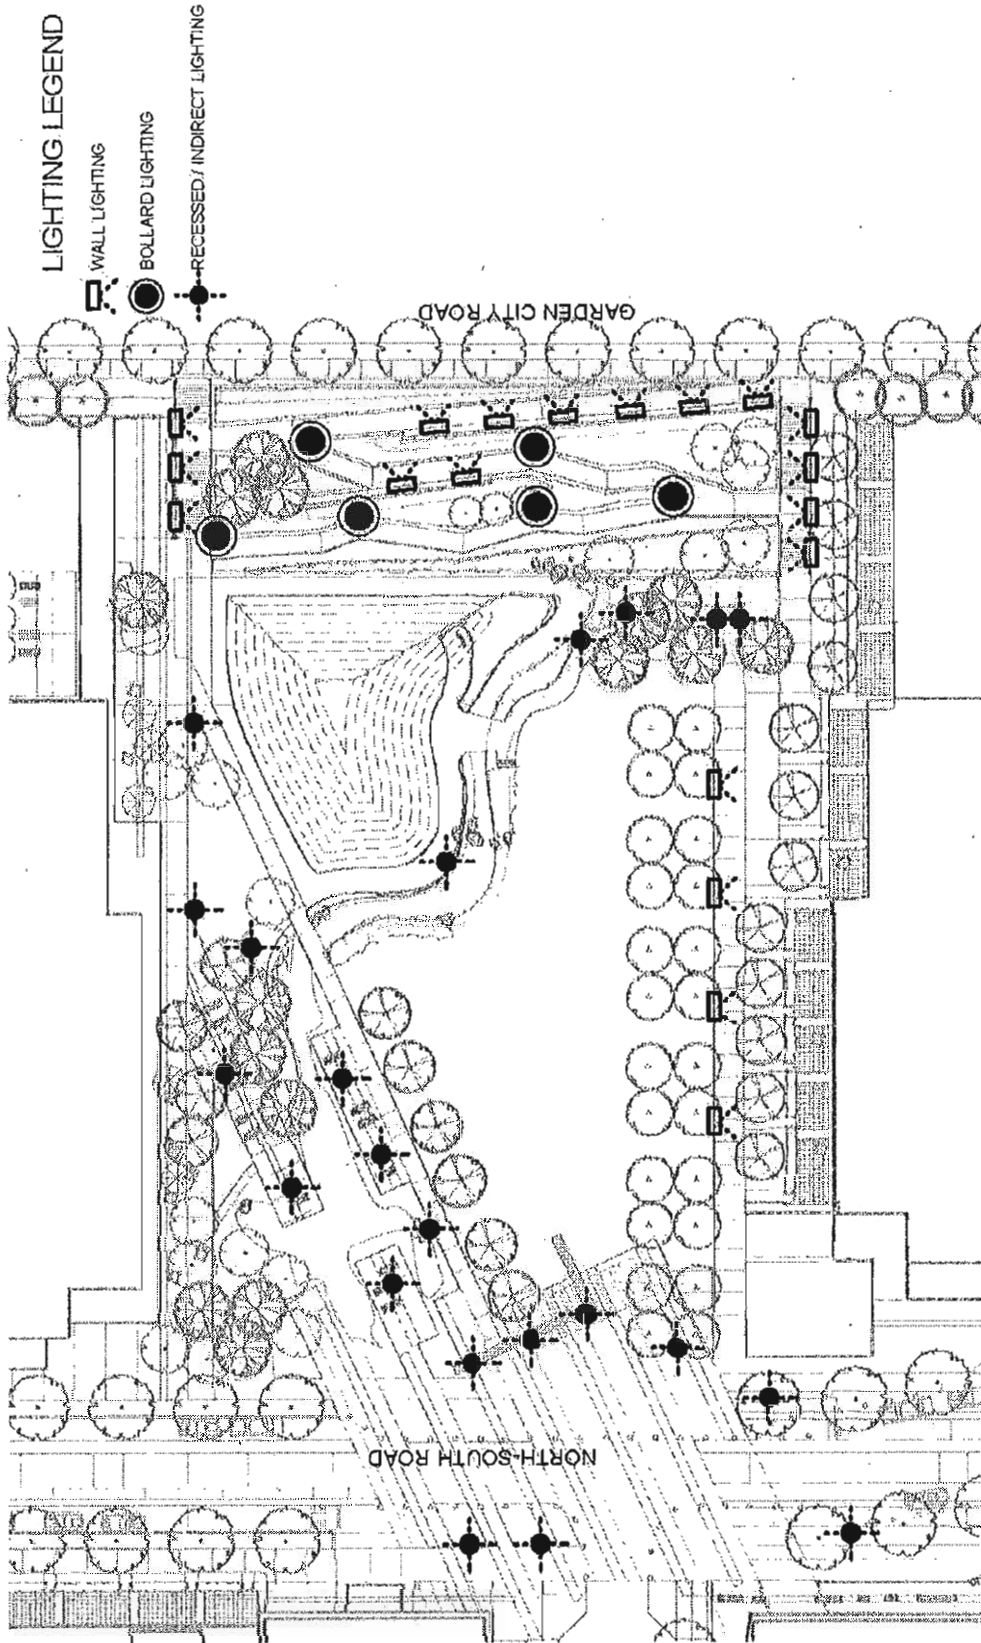 LIGHTING LEGEND
WALL LIGHTING
BOLLARD LIGHTING
RECESSED / INDIRECT LIGHTING
GARDEN CITY ROAD
NORTH-SOUTH ROAD